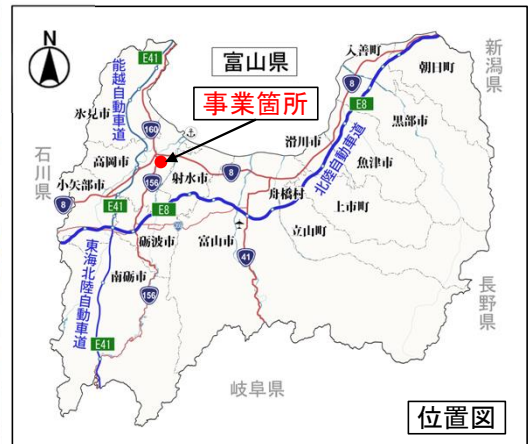 N
E41
能越自動車道
富山県
入善町
朝日町
新潟県
8
E8
事業箇所
氷見市
160
黒部市
滑川市
北陸自動車道
魚津市
石川県
高岡市
小矢部市
射水市
156
8
舟橋村
上市町
8
E41
E8
砺波市
富山市
立山町
東海北陸自動車道
南砺市
41
156
長野県
E41
岐阜県
位置図